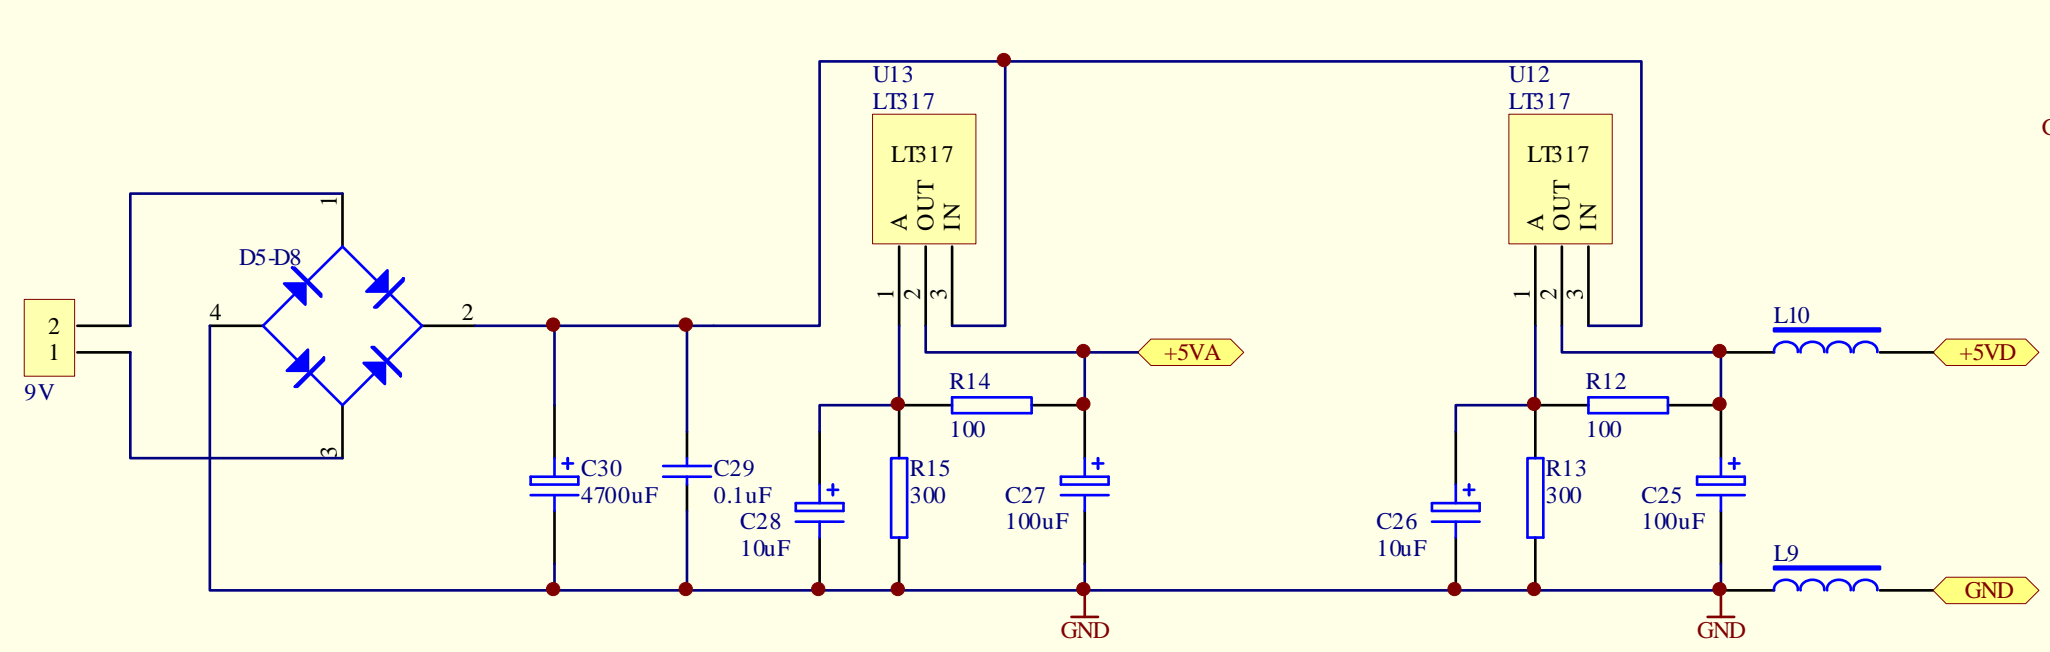 U13
LT317
LT317
A
OUT
IN
1
2
3
U12
LT317
LT317
A
OUT
IN
1
2
3
1
D5-D8
4
2
3
2
1
9V
+5VA
L10
+5VD
R14
100
R12
100
C30
4700uF
C29
0.1uF
C28
10uF
R15
300
C27
100uF
C26
10uF
R13
300
C25
100uF
L9
GND
GND
GND